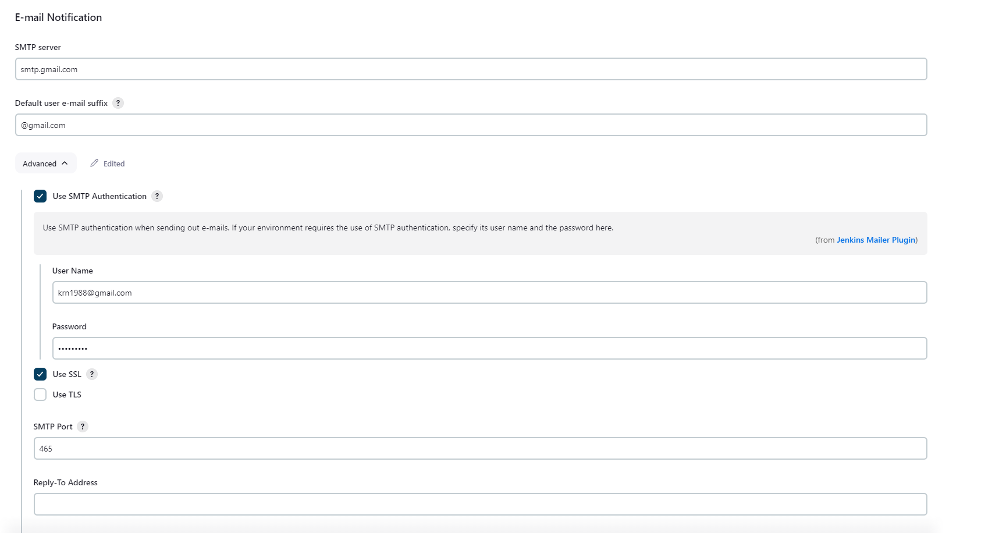 E-mail Notification
SMTP server
smtp.gmail.com
Default user e-mail suffix ?
@gmail.com
Advanced Edited
Use SMTP Authentication ?
Use SMTP authentication when sending out e-mails. If your environment requires the use of SMTP authentication, specify its user name and the password here.
(from Jenkins Mailer Plugin)
User Name
krn1988@gmail.com
Password
•••••••••
Use SSL ?
Use TLS
SMTP Port ?
465
Reply-To Address